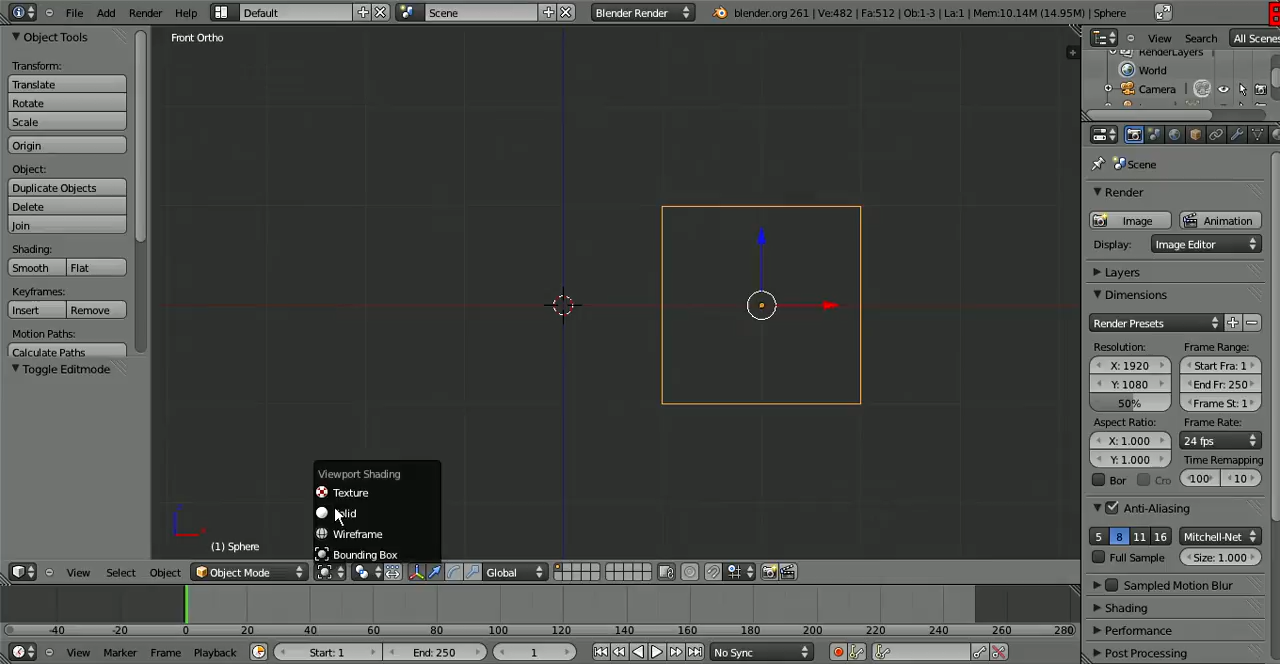 File Add Render Help Default Scene Blender Render blender.org 261 | Ve:482 | Fa:512 | Ob:1-3 | La:1 | Mem:10.14M (14.95M) | Sphere
Object Tools
Transform:
Translate
Rotate
Scale
Origin
Object:
Duplicate Objects
Delete
Join
Shading:
Smooth Flat
Keyframes:
Insert Remove
Motion Paths:
Calculate Paths
Toggle Editmode
Front Ortho
(1) Sphere
Viewport Shading
Texture
Solid
Wireframe
Bounding Box
View Select Object Object Mode Global
-40 -20 0 20 40 60 80 100 120 140 160 180 200 220 240 260 280
View Marker Frame Playback Start: 1 End: 250 1 No Sync
View Search All Scenes
RenderLayers
World
Camera
Scene
Render
Image Animation
Display: Image Editor
Layers
Dimensions
Render Presets
Resolution: Frame Range:
X: 1920 Start Fra: 1
Y: 1080 End Fr: 250
50% Frame St: 1
Aspect Ratio: Frame Rate:
X: 1.000 24 fps
Y: 1.000 Time Remapping
Bor Cro 100 10
Anti-Aliasing
5 8 11 16 Mitchell-Net
Full Sample Size: 1.000
Sampled Motion Blur
Shading
Performance
Post Processing